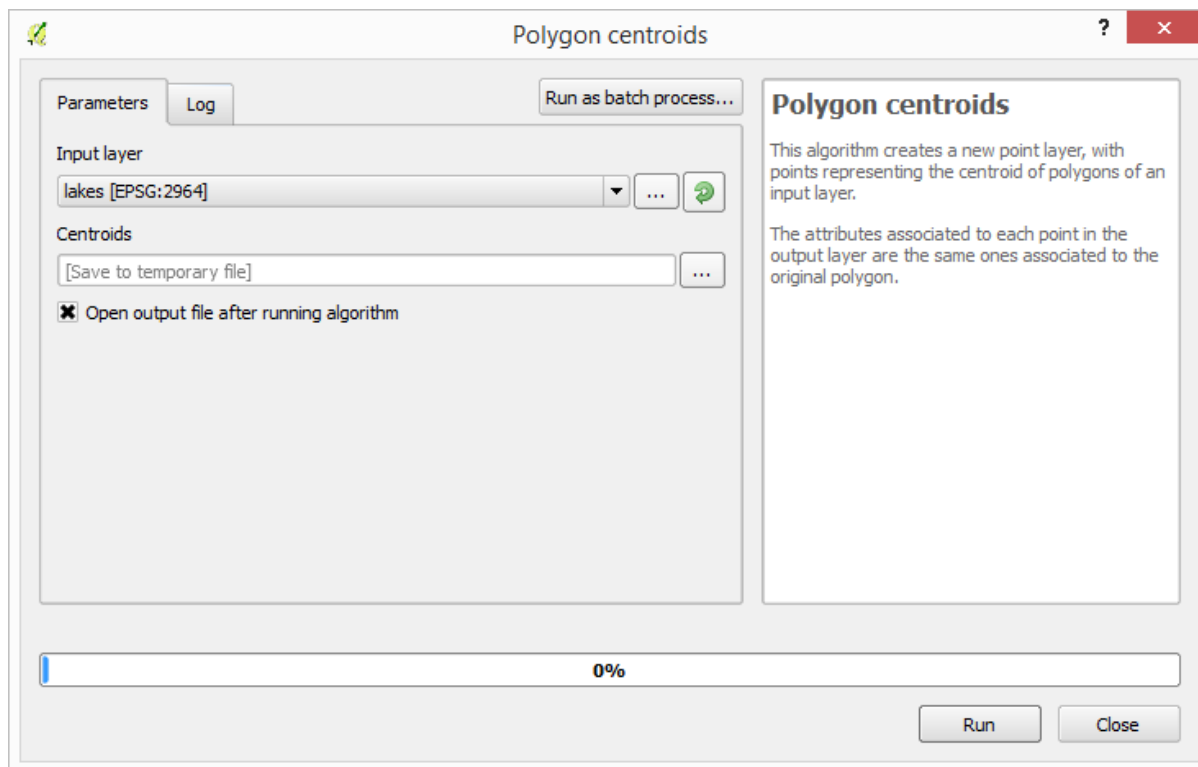 Polygon centroids
?
Parameters
Log
Run as batch process...
Input layer
lakes [EPSG:2964]
...
Centroids
[Save to temporary file]
...
Open output file after running algorithm
Polygon centroids
This algorithm creates a new point layer, with
points representing the centroid of polygons of an
input layer.
The attributes associated to each point in the
output layer are the same ones associated to the
original polygon.
0%
Run
Close